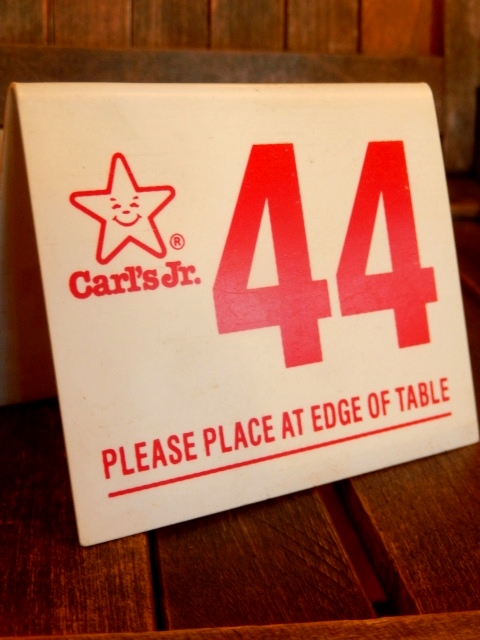 44
®
Carl's Jr.
PLEASE PLACE AT EDGE OF TABLE